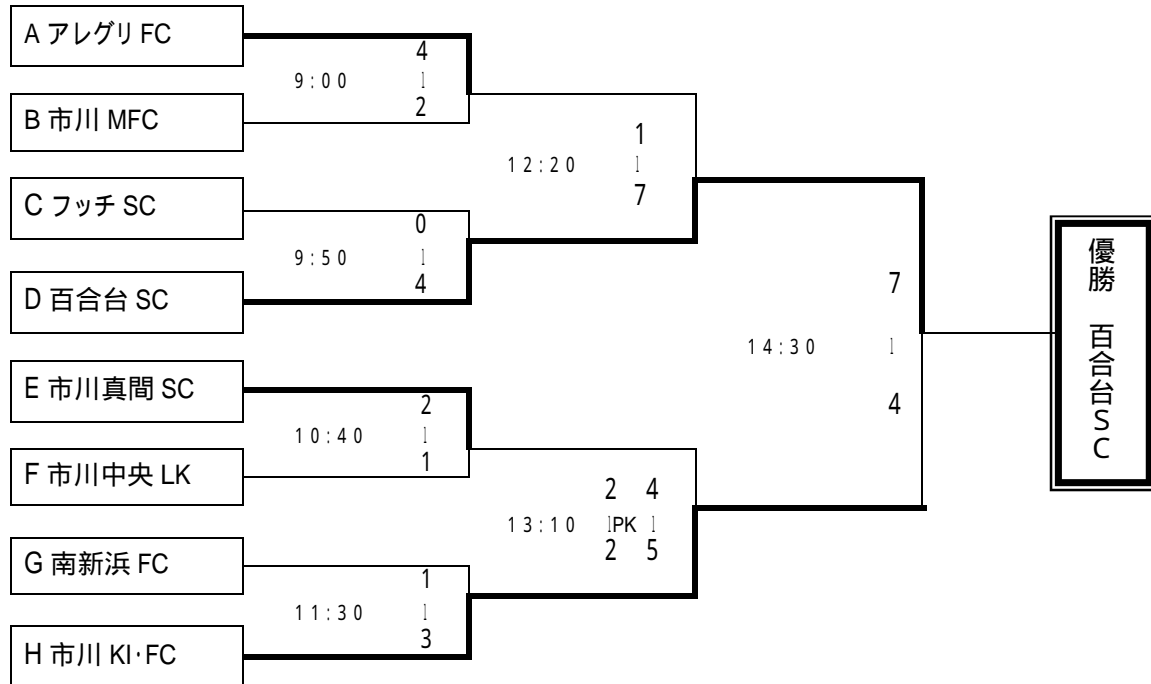 A アレグリ FC
4
9:00 |
2
B 市川 MFC
1
12:20 |
7
C フッチ SC
0
9:50 |
4
D 百合台 SC
7
14:30 |
4
優勝 百合台SC
E 市川真間 SC
2
10:40 |
1
F 市川中央 LK
2 4
13:10 |PK |
2 5
G 南新浜 FC
1
11:30 |
3
H 市川 KI・FC